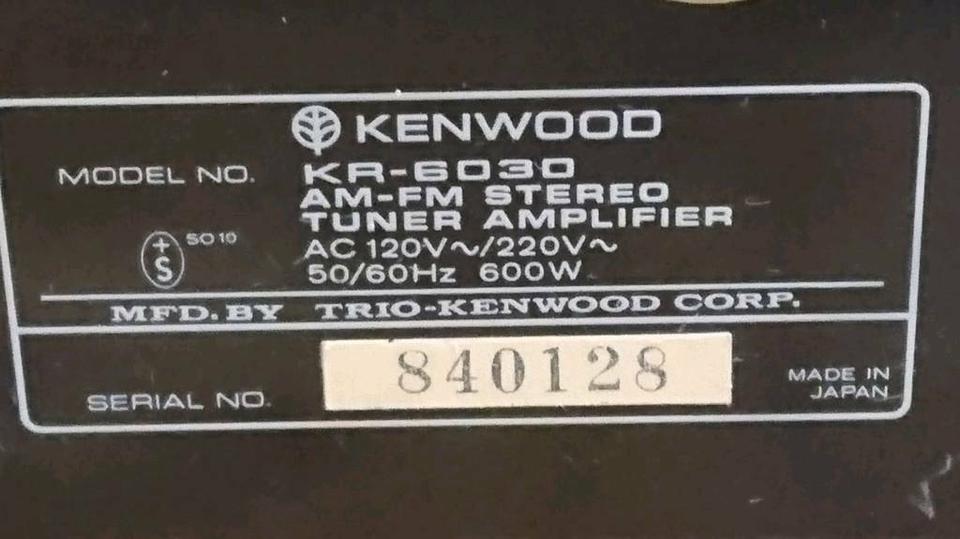 KENWOOD
MODEL NO. KR-6030
AM-FM STEREO
TUNER AMPLIFIER
+S SO10
AC 120V~/220V~
50/60Hz 600W
MFD. BY TRIO-KENWOOD CORP.
SERIAL NO. 840128
MADE IN
JAPAN